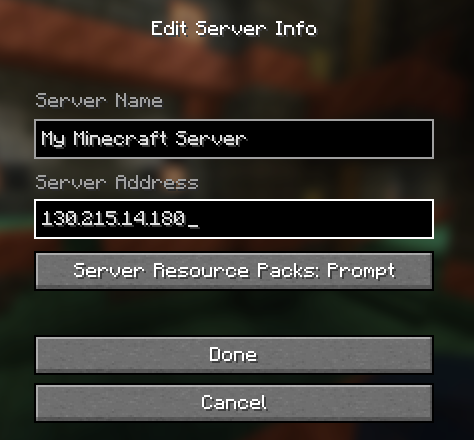 Edit Server Info
Server Name
My Minecraft Server
Server Address
130.215.14.180_
Server Resource Packs: Prompt
Done
Cancel